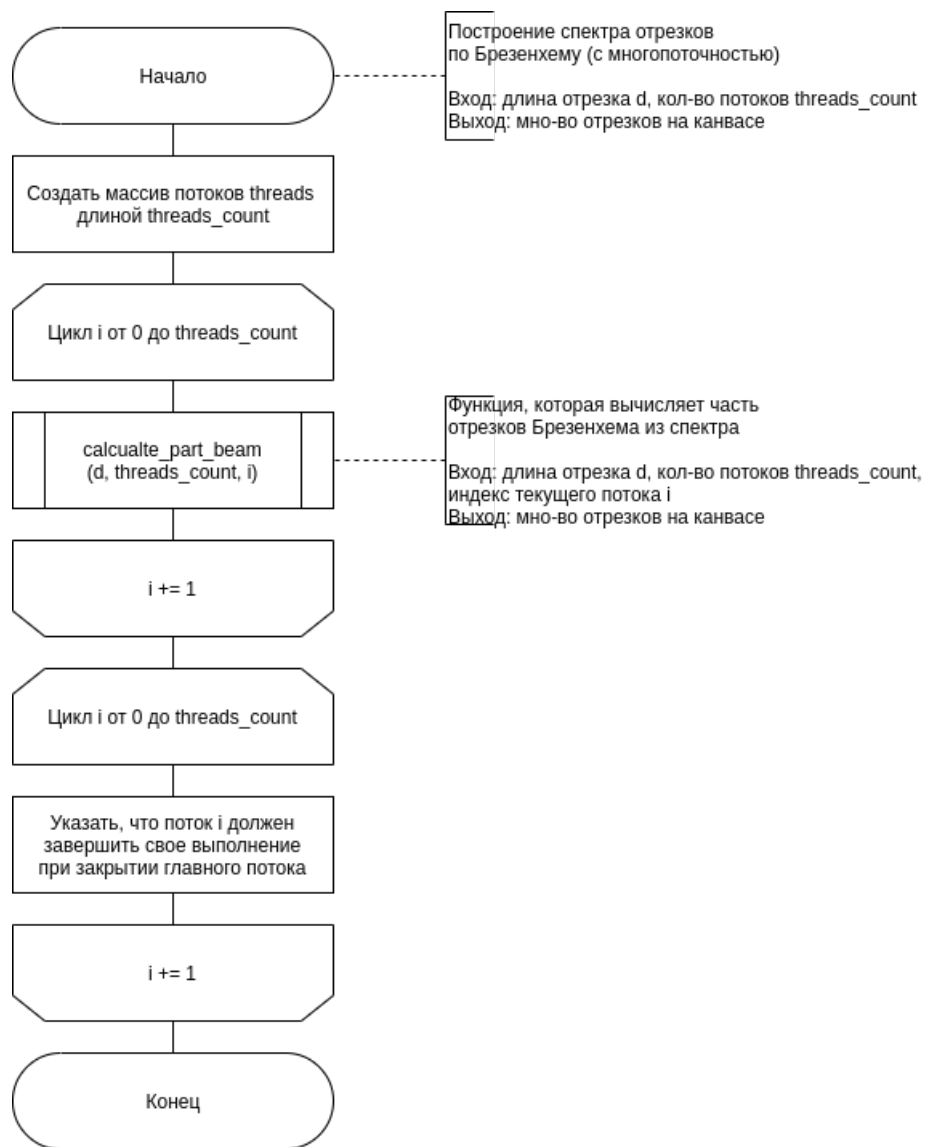 Начало
Построение спектра отрезков
по Брезенхему (с многопоточностью)
Вход: длина отрезка d, кол-во потоков threads_count
Выход: мно-во отрезков на канвасе
Создать массив потоков threads
длиной threads_count
Цикл i от 0 до threads_count
calcualte_part_beam
(d, threads_count, i)
Функция, которая вычисляет часть
отрезков Брезенхема из спектра
Вход: длина отрезка d, кол-во потоков threads_count,
индекс текущего потока i
Выход: мно-во отрезков на канвасе
i += 1
Цикл i от 0 до threads_count
Указать, что поток i должен
завершить свое выполнение
при закрытии главного потока
i += 1
Конец